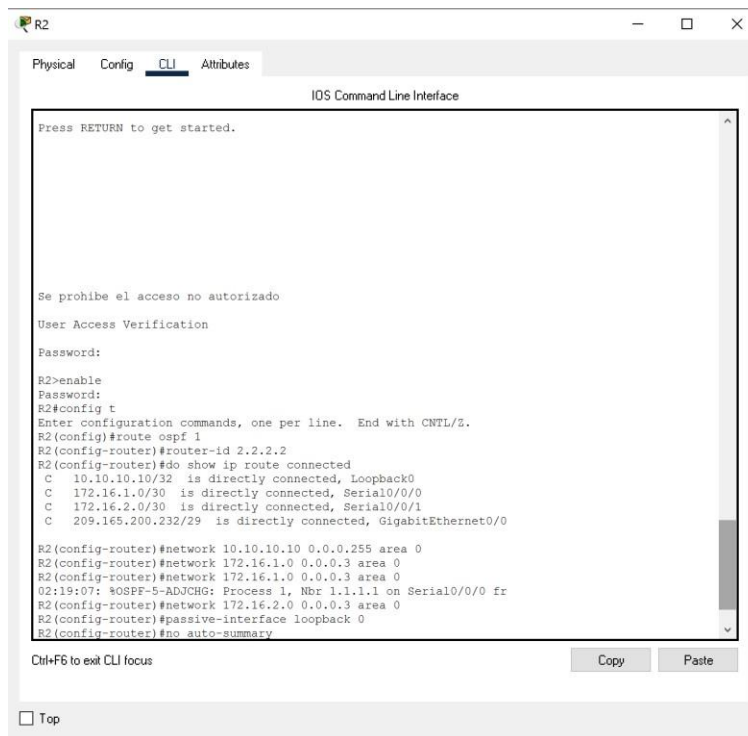 R2
Physical Config CLI Attributes
IOS Command Line Interface
Press RETURN to get started.
Se prohibe el acceso no autorizado
User Access Verification
Password:
R2>enable
Password:
R2#config t
Enter configuration commands, one per line. End with CNTL/Z.
R2(config)#route ospf 1
R2(config-router)#router-id 2.2.2.2
R2(config-router)#do show ip route connected
C 10.10.10.10/32 is directly connected, Loopback0
C 172.16.1.0/30 is directly connected, Serial0/0/0
C 172.16.2.0/30 is directly connected, Serial0/0/1
C 209.165.200.232/29 is directly connected, GigabitEthernet0/0
R2(config-router)#network 10.10.10.10 0.0.0.255 area 0
R2(config-router)#network 172.16.1.0 0.0.0.3 area 0
R2(config-router)#network 172.16.1.0 0.0.0.3 area 0
02:19:07: %OSPF-5-ADJCHG: Process 1, Nbr 1.1.1.1 on Serial0/0/0 fr
R2(config-router)#network 172.16.2.0 0.0.0.3 area 0
R2(config-router)#passive-interface loopback 0
R2(config-router)#no auto-summary
Ctrl+F6 to exit CLI focus
Copy Paste
Top